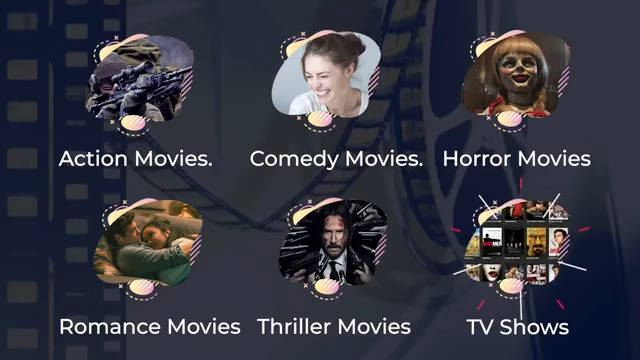 Action Movies.
Comedy Movies.
Horror Movies
Romance Movies
Thriller Movies
TV Shows